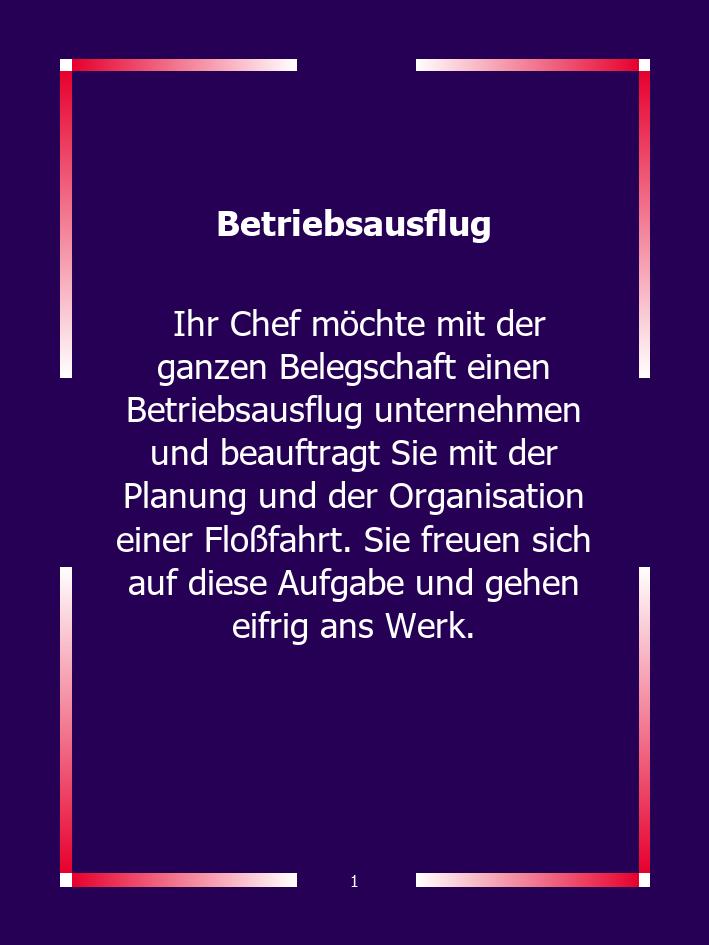 Betriebsausflug
Ihr Chef möchte mit der
ganzen Belegschaft einen
Betriebsausflug unternehmen
und beauftragt Sie mit der
Planung und der Organisation
einer Floßfahrt. Sie freuen sich
auf diese Aufgabe und gehen
eifrig ans Werk.
1